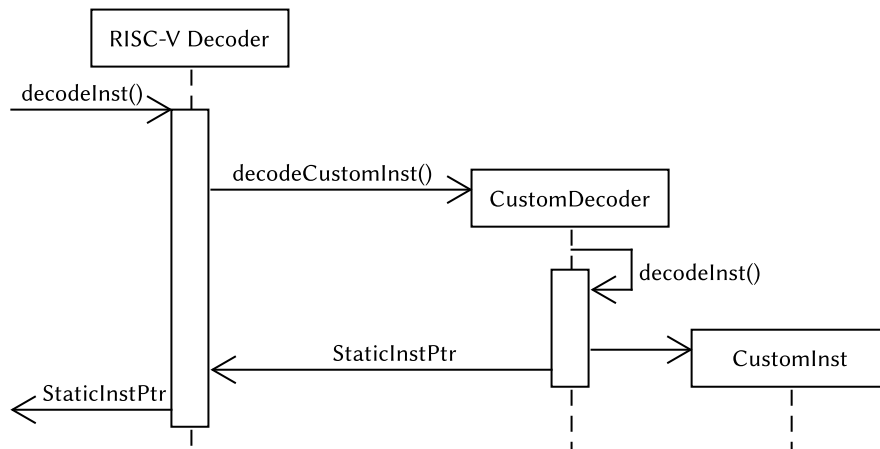 RISC-V Decoder
decodeInst()
decodeCustomInst()
CustomDecoder
decodeInst()
StaticInstPtr
CustomInst
StaticInstPtr